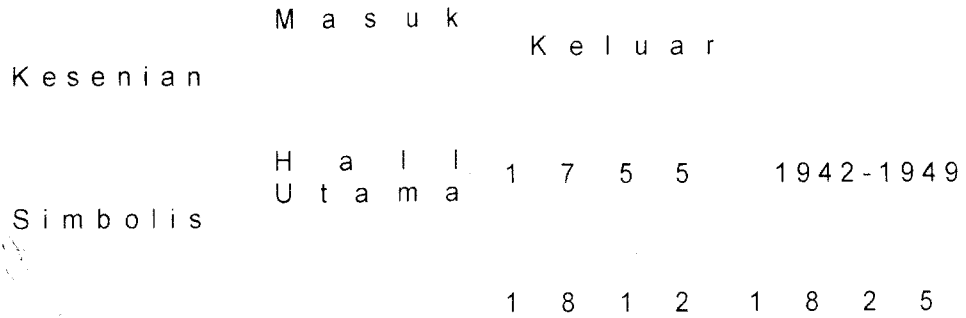 Masuk
Keluar
Kesenian
Hall
Utama
1755 1942-1949
Simbolis
1812 1825